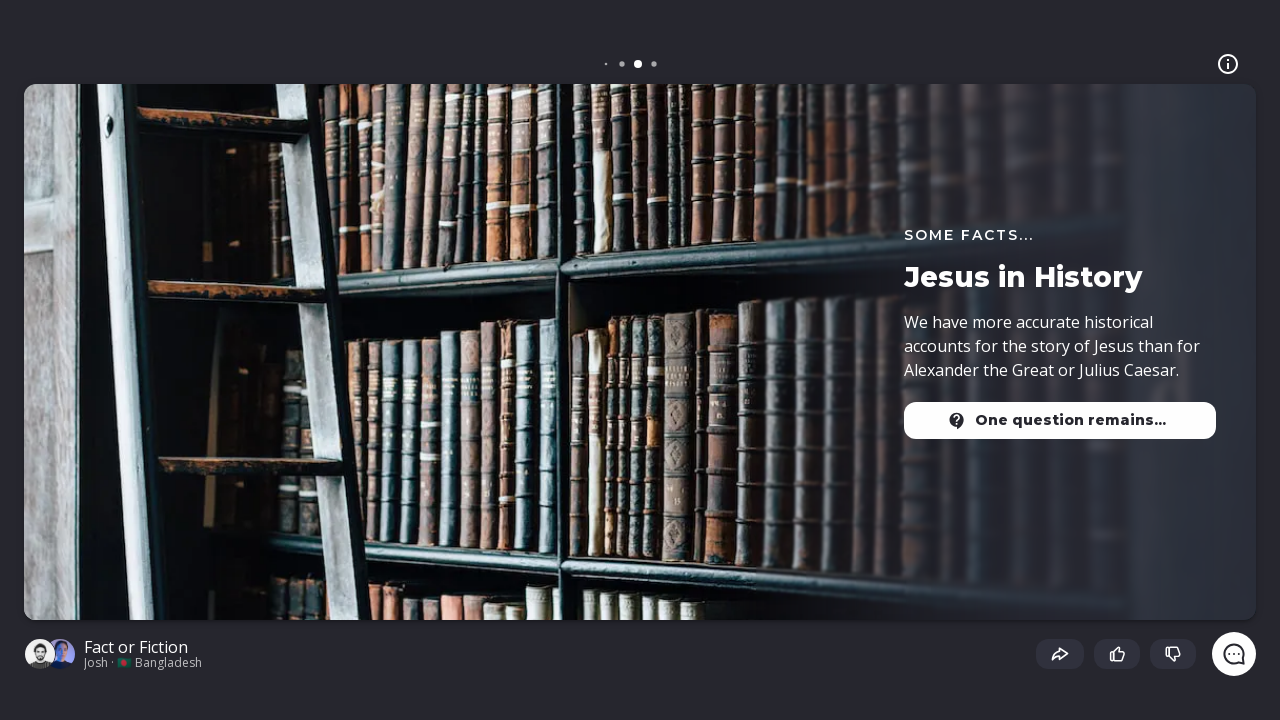 SOME FACTS...
Jesus in History
We have more accurate historical
accounts for the story of Jesus than for
Alexander the Great or Julius Caesar.
One question remains...
Fact or Fiction
Josh · 🇧🇩 Bangladesh